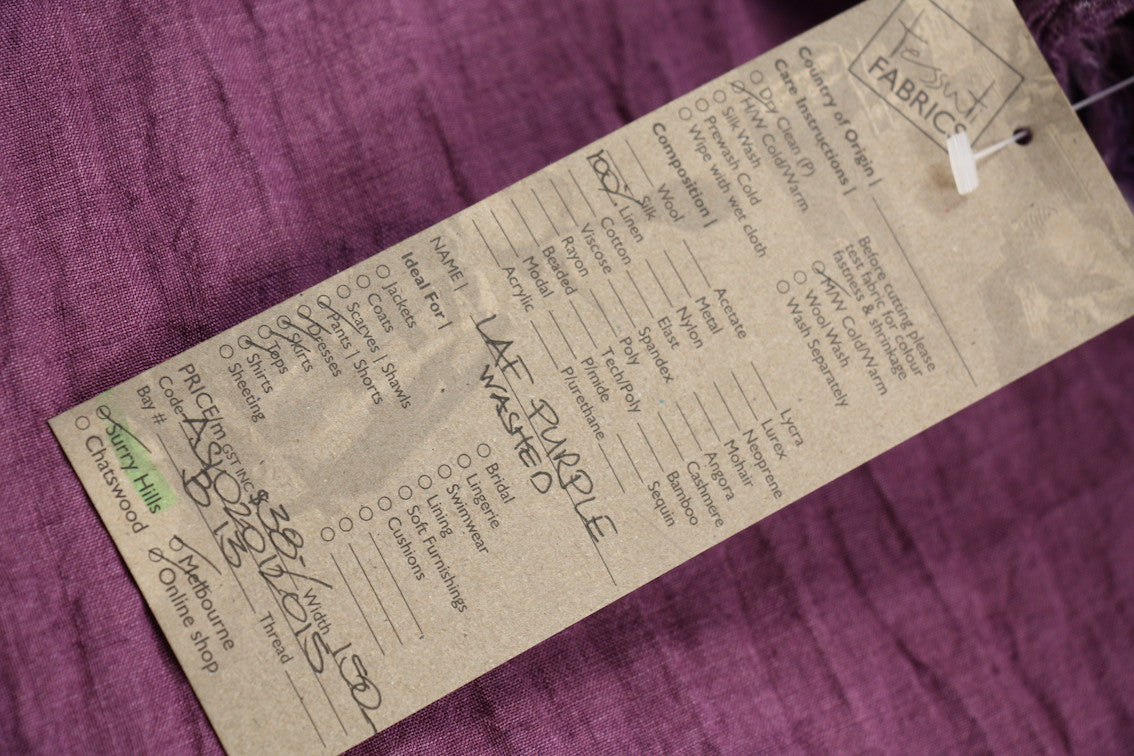 Tessuti
FABRICS
Country of Origin |
Care Instructions |
Dry Clean (P)
H/W Cold/Warm
Silk Wash
Prewash Cold
Wipe with wet cloth
Before cutting please
test fabric for colour
fastness & shrinkage
M/W Cold/Warm
Wool Wash
Wash Separately
Composition |
Wool
Silk
100% Linen
Cotton
Viscose
Rayon
Beaded
Modal
Acrylic
Acetate
Metal
Nylon
Elast
Spandex
Poly
Tech/Poly
P/mide
P/urethane
Lycra
Lurex
Neoprene
Mohair
Angora
Cashmere
Bamboo
Sequin
NAME | LAF PURPLE
WASHED
Ideal For |
Jackets
Coats
Scarves | Shawls
Pants | Shorts
Dresses
Skirts
Tops
Shirts
Sheeting
Bridal
Lingerie
Swimwear
Lining
Soft Furnishings
Cushions
PRICE/m GST INC $38-/ Width 150
Code
Bay # 13 Thread
Surry Hills
Chatswood
Melbourne
Online shop